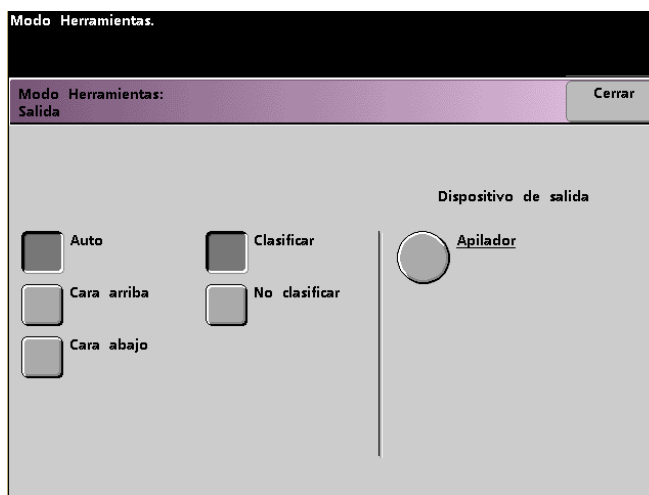 Modo Herramientas.
Modo Herramientas:
Salida
Cerrar
Auto
Cara arriba
Cara abajo
Clasificar
No clasificar
Dispositivo de salida
Apilador